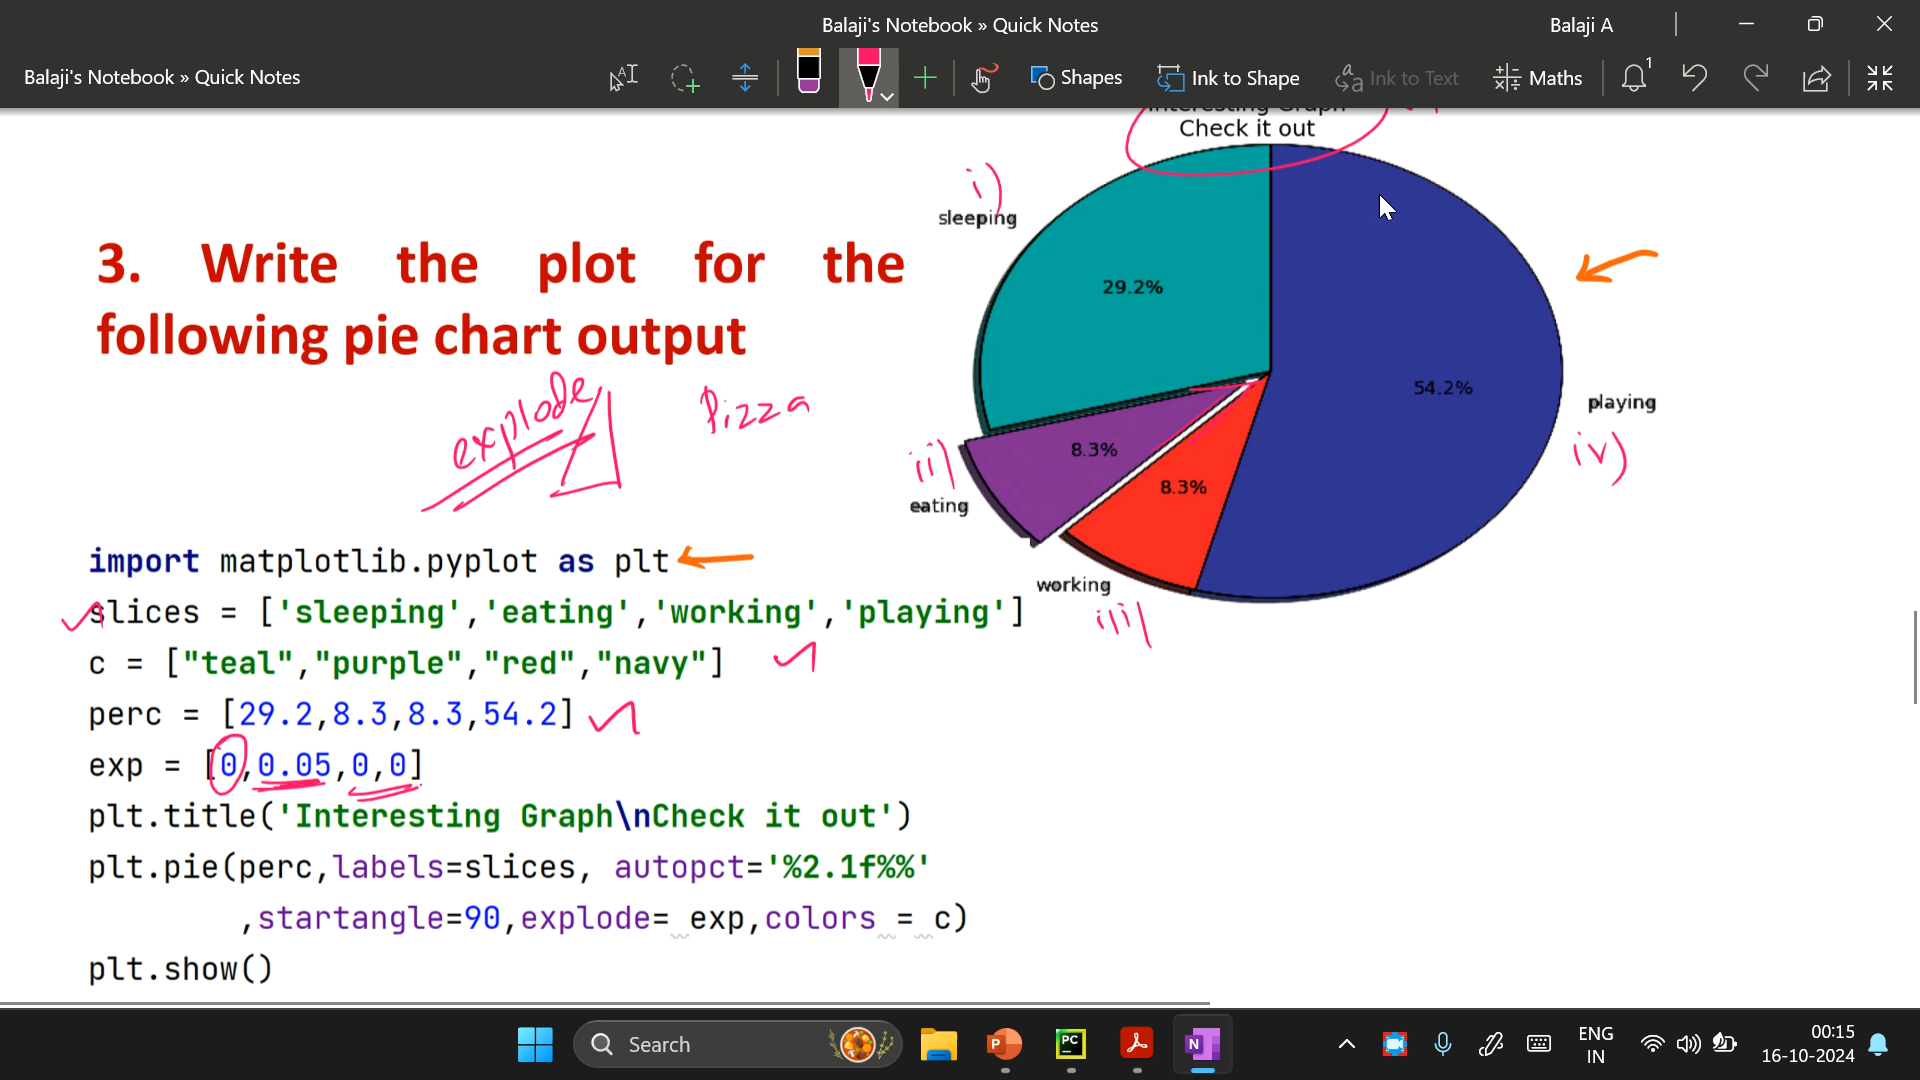 Balaji's Notebook » Quick Notes
Balaji A
Balaji's Notebook » Quick Notes
Shapes
Ink to Shape
Ink to Text
Maths
1
Interesting Graph
Check it out
i)
sleeping
29.2%
3. Write the plot for the
following pie chart output
54.2%
playing
iv)
explode
Pizza
ii)
8.3%
eating
8.3%
working
iii)
import matplotlib.pyplot as plt
slices = ['sleeping','eating','working','playing']
c = ["teal","purple","red","navy"]
perc = [29.2,8.3,8.3,54.2]
exp = [0,0.05,0,0]
plt.title('Interesting Graph\nCheck it out')
plt.pie(perc,labels=slices, autopct='%2.1f%%'
,startangle=90,explode= exp,colors = c)
plt.show()
Search
P
PC
N
ENG
IN
00:15
16-10-2024